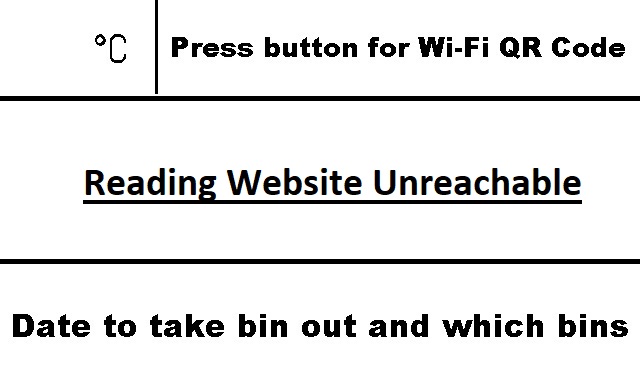 °C
Press button for Wi-Fi QR Code
Reading Website Unreachable
Date to take bin out and which bins